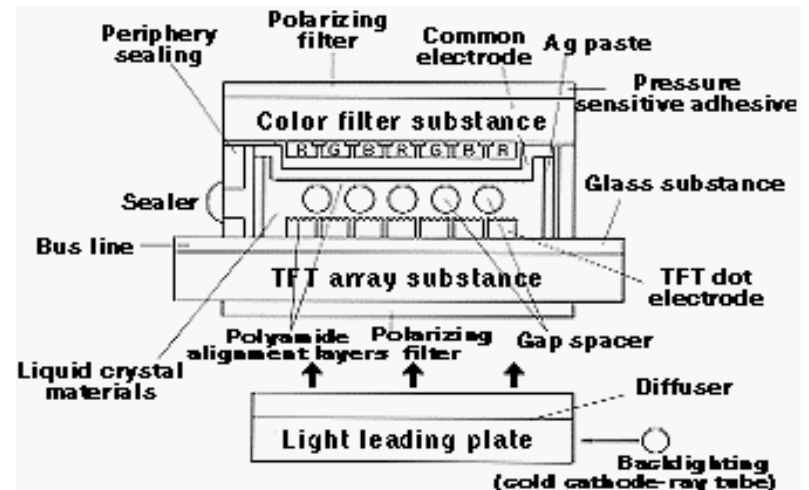 Polarizing
filter
Periphery
sealing
Common
electrode
Ag paste
Pressure
sensitive adhesive
Color filter substance
R G B R G B R
Sealer
Glass substance
Bus line
TFT array substance
TFT dot
electrode
Polyamide
alignment layers
Polarizing
filter
Gap spacer
Liquid crystal
materials
Diffuser
Light leading plate
Backlighting
(cold cathode-ray tube)